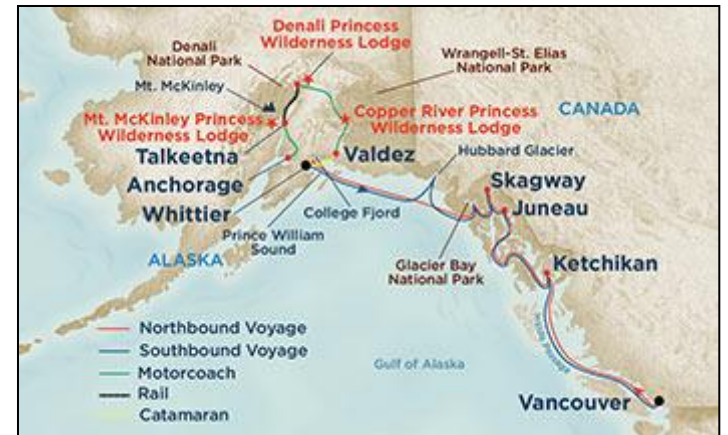 Denali Princess
Wilderness Lodge
Denali
National Park
Wrangell-St. Elias
National Park
Mt. McKinley
CANADA
Mt. McKinley Princess
Wilderness Lodge
Copper River Princess
Wilderness Lodge
Talkeetna
Valdez
Hubbard Glacier
Anchorage
Skagway
Whittier
College Fjord
Juneau
Prince William
Sound
ALASKA
Glacier Bay
National Park
Ketchikan
Northbound Voyage
Southbound Voyage
Motorcoach
Rail
Catamaran
Gulf of Alaska
Inside Passage
Vancouver